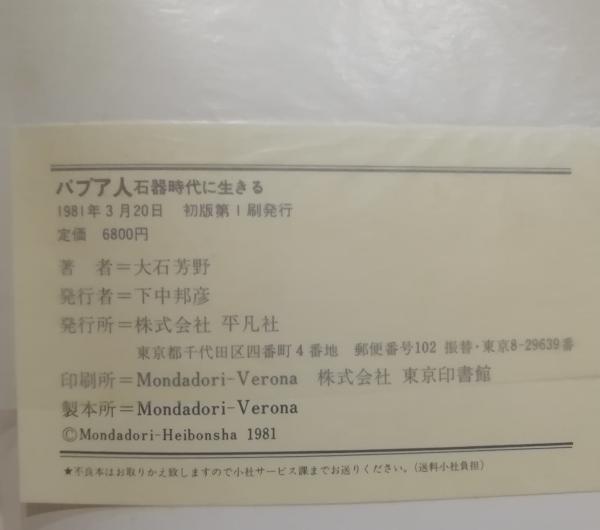 パプア人石器時代に生きる
1981年3月20日 初版第1刷発行
定価 6800円
著 者＝大石芳野
発行者＝下中邦彦
発行所＝株式会社 平凡社
東京都千代田区四番町4番地 郵便番号102 振替・東京8-29639番
印刷所＝Mondadori-Verona 株式会社 東京印書館
製本所＝Mondadori-Verona
©Mondadori-Heibonsha 1981
★不良本はお取りかえ致しますので小社サービス課までお送りください。(送料小社負担)